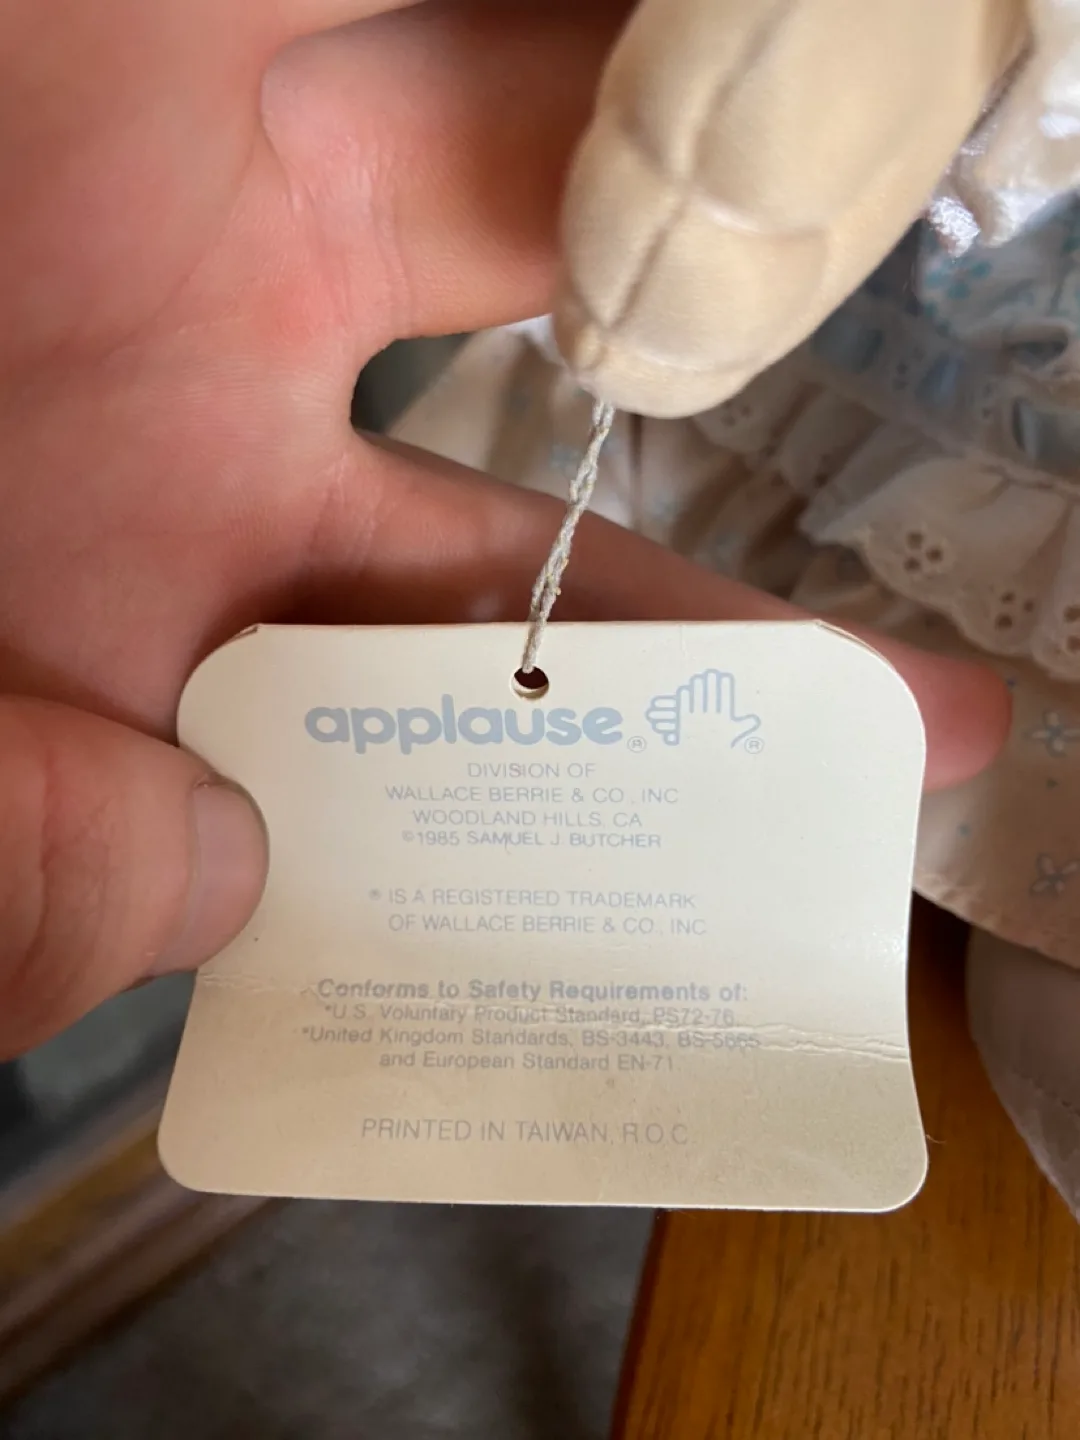 applause® ®
DIVISION OF
WALLACE BERRIE & CO., INC
WOODLAND HILLS, CA
©1985 SAMUEL J. BUTCHER
® IS A REGISTERED TRADEMARK
OF WALLACE BERRIE & CO., INC
Conforms to Safety Requirements of:
*U.S. Voluntary Product Standard, PS72-76.
*United Kingdom Standards, BS-3443, BS-5665
and European Standard EN-71.
PRINTED IN TAIWAN, R.O.C.